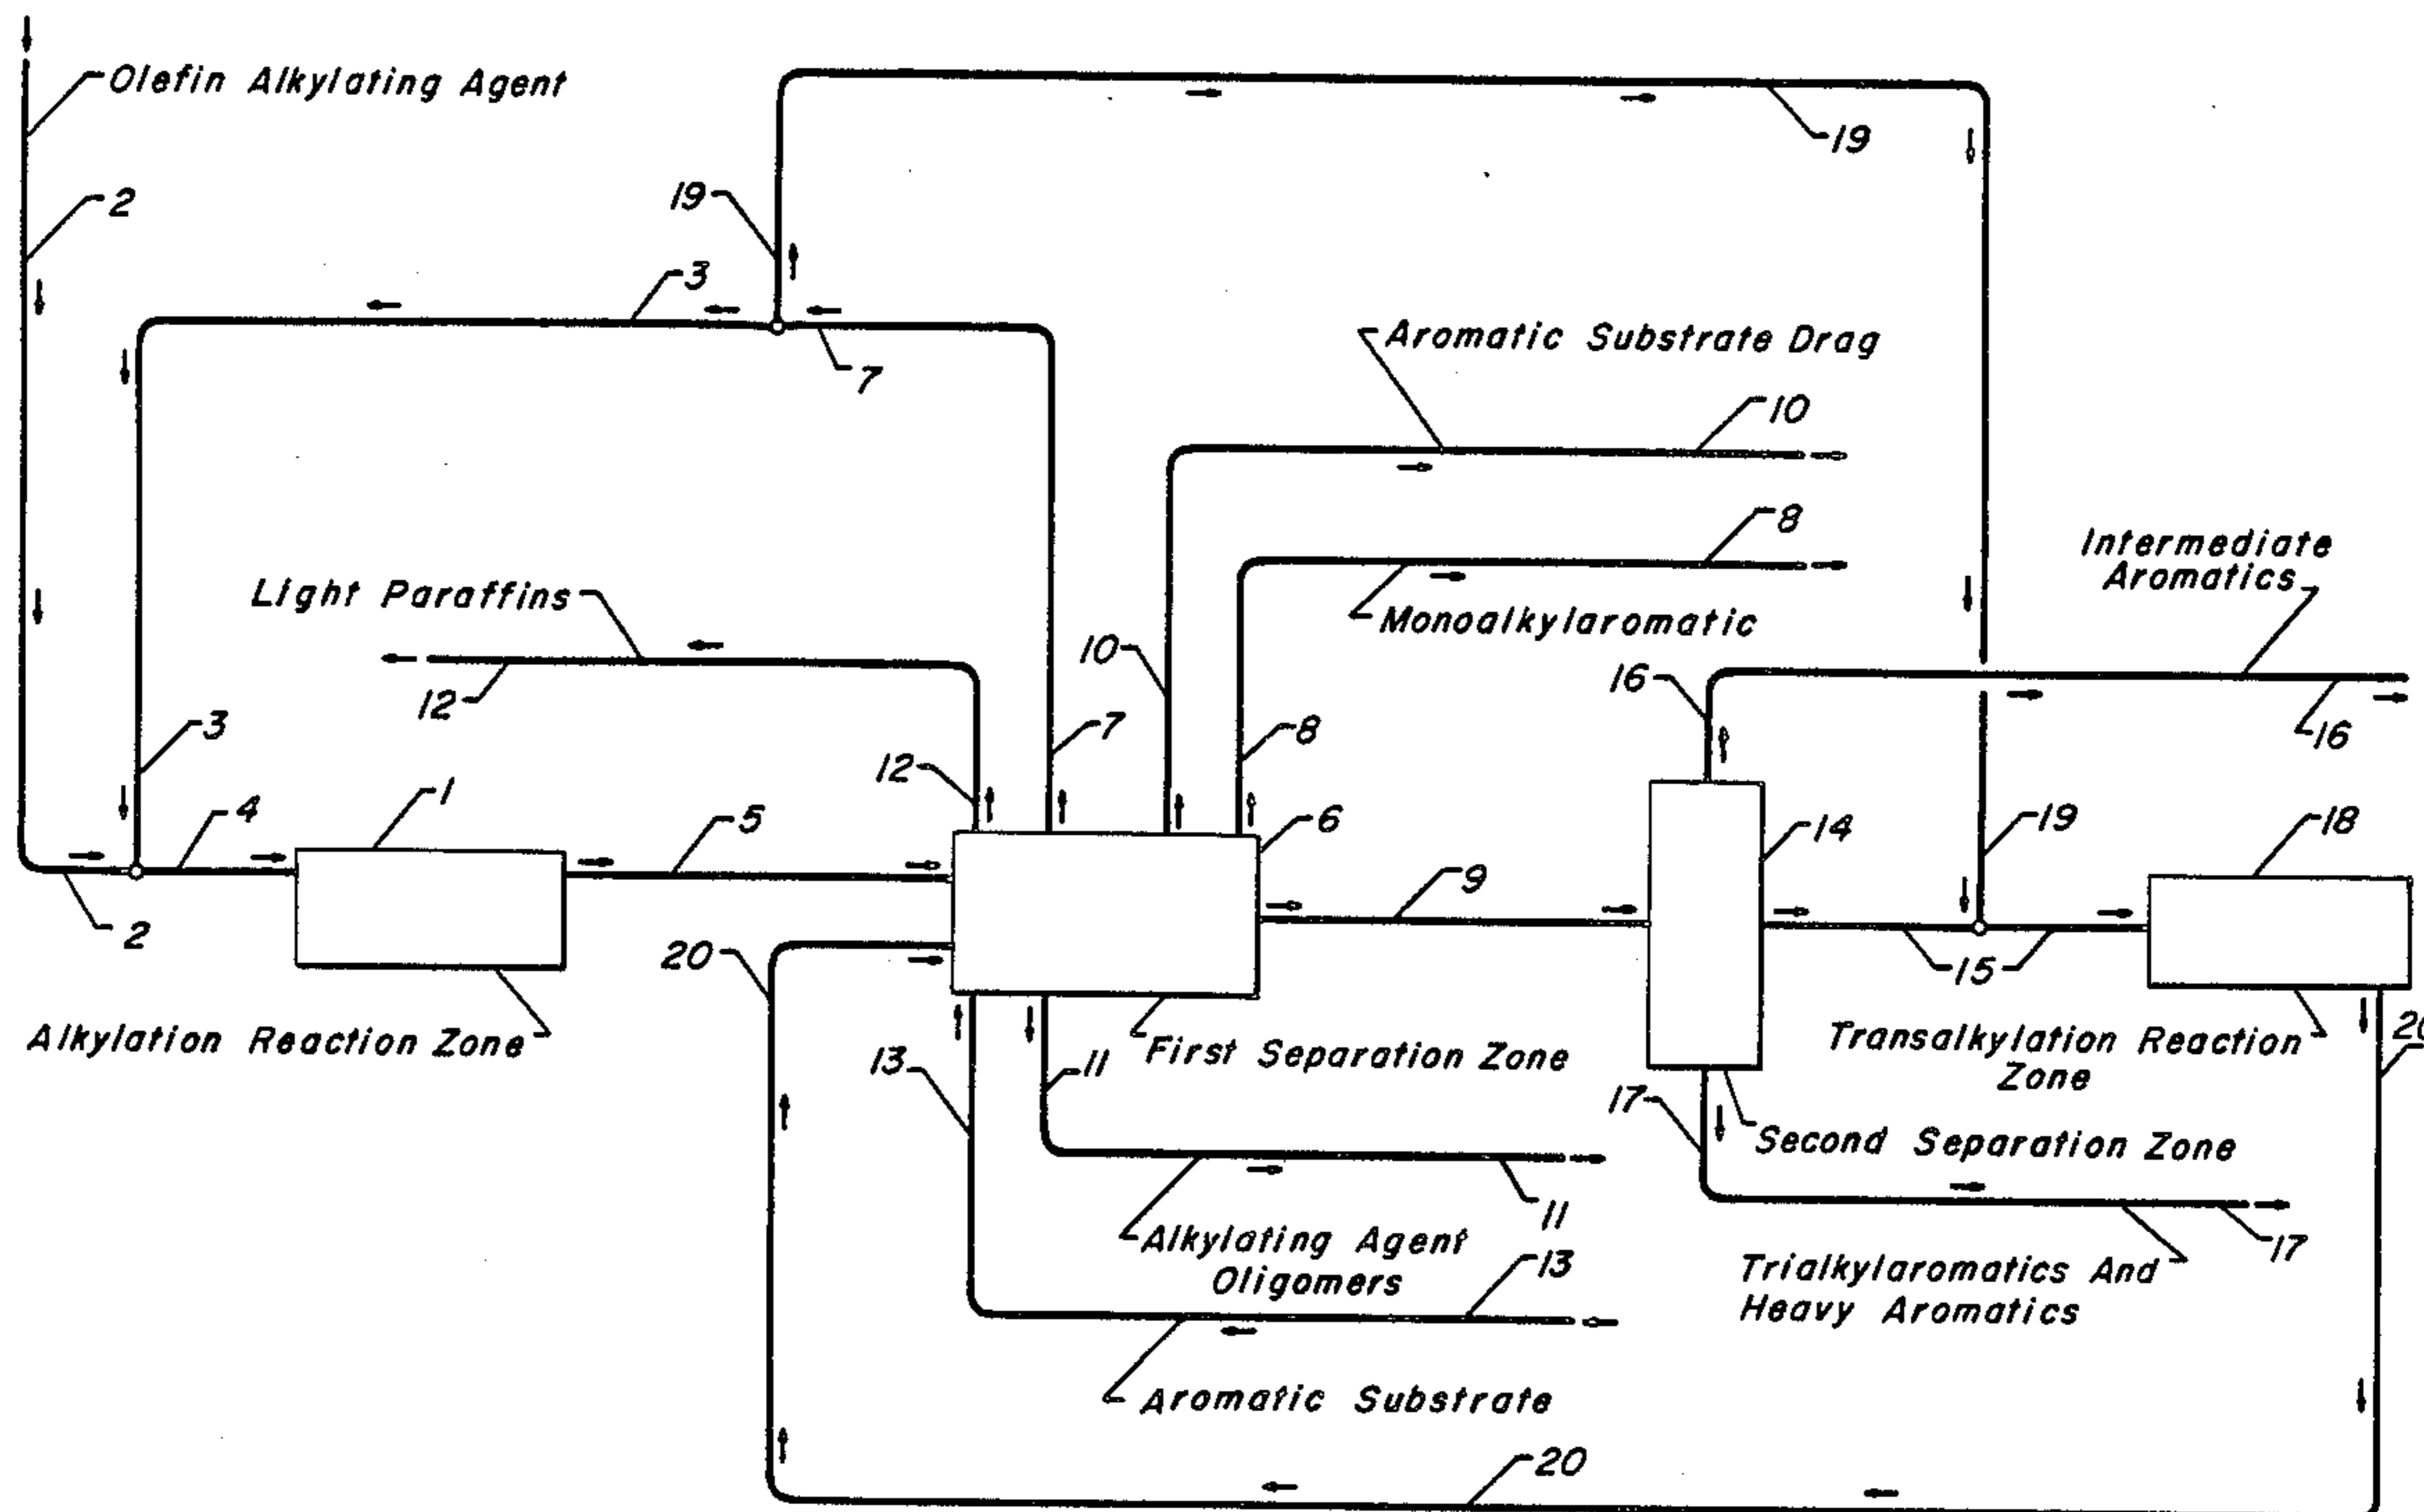 Olefin Alkylating Agent
19
2
19
3
7
Aromatic Substrate Drag
10
8
Intermediate
Aromatics
Light Paraffins
Monoalkylaromatic
10
16
12
3
7
8
16
12
1
4
5
6
14
19
18
9
2
20
15
Alkylation Reaction Zone
First Separation Zone
Transalkylation Reaction
Zone
20
13
11
17
Second Separation Zone
11
Alkylating Agent
Oligomers
13
17
Trialkylaromatics And
Heavy Aromatics
Aromatic Substrate
20